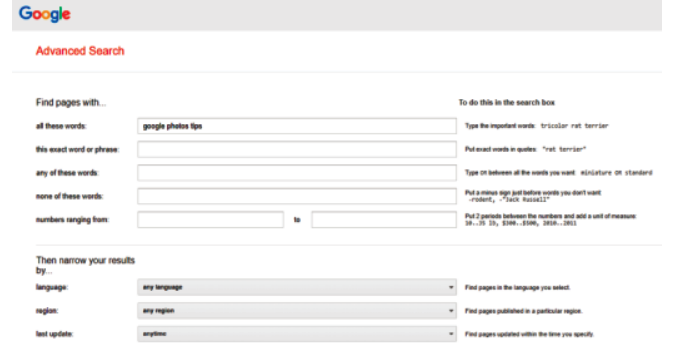 Google
Advanced Search
Find pages with...
To do this in the search box
all these words:
google photos tips
Type the important words: tricolor rat terrier
this exact word or phrase:
Put exact words in quotes: "rat terrier"
any of these words:
Type OR between all the words you want: miniature OR standard
none of these words:
Put a minus sign just before words you don't want:
-rodent, -"Jack Russell"
numbers ranging from:
to
Put 2 periods between the numbers and add a unit of measure:
10..35 lb, $300..$500, 2010..2011
Then narrow your results
by...
language:
any language
Find pages in the language you select.
region:
any region
Find pages published in a particular region.
last update:
anytime
Find pages updated within the time you specify.